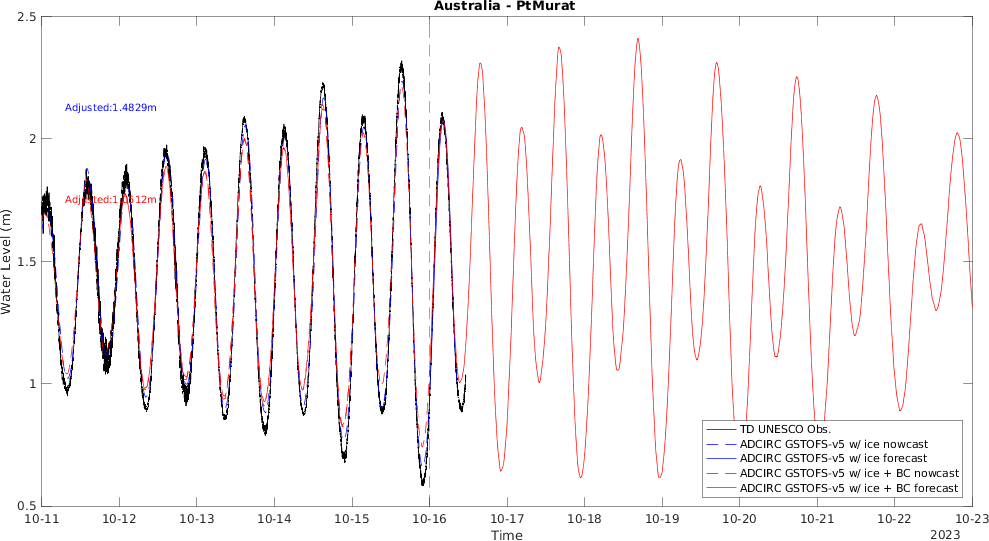 Australia - PtMurat
2.5
2
1.5
1
0.5
Water Level (m)
Adjusted:1.4829m
10-11
10-12
10-13
10-14
10-15
10-16
10-17
10-18
10-19
10-20
10-21
10-22
10-23
Time
2023
TD UNESCO Obs.
ADCIRC GSTOFS-v5 w/ ice nowcast
ADCIRC GSTOFS-v5 w/ ice forecast
ADCIRC GSTOFS-v5 w/ ice + BC nowcast
ADCIRC GSTOFS-v5 w/ ice + BC forecast